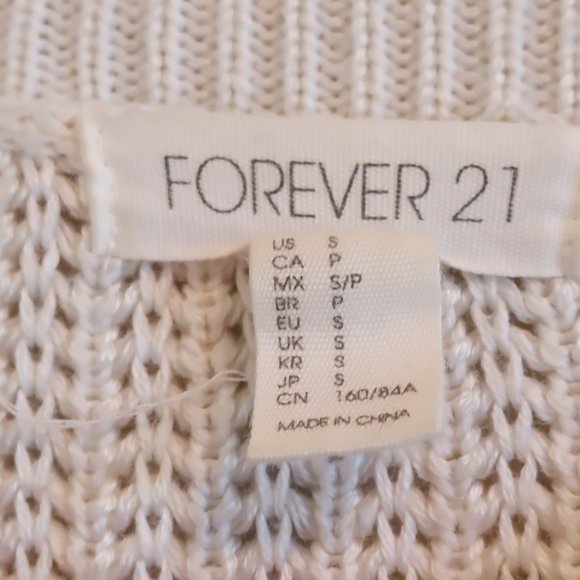 FOREVER 21
US S
CA P
MX S/P
BR P
EU S
UK S
KR S
JP S
CN 160/84A
MADE IN CHINA